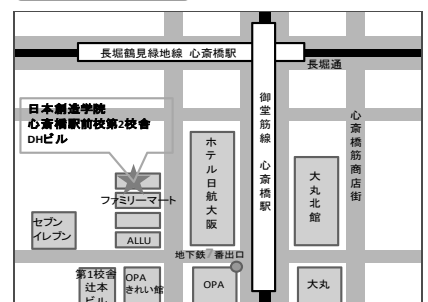 長堀鶴見緑地線 心斎橋駅
長堀通
日本創造学院
心斎橋駅前校第2校舎
DHビル
御堂筋線 心斎橋駅
心斎橋筋商店街
ホテル日航大阪
大丸北館
ファミリーマート
セブン
イレブン
ALLU
地下鉄7番出口
第1校舎
辻本
ビル
OPA
きれい館
OPA
大丸